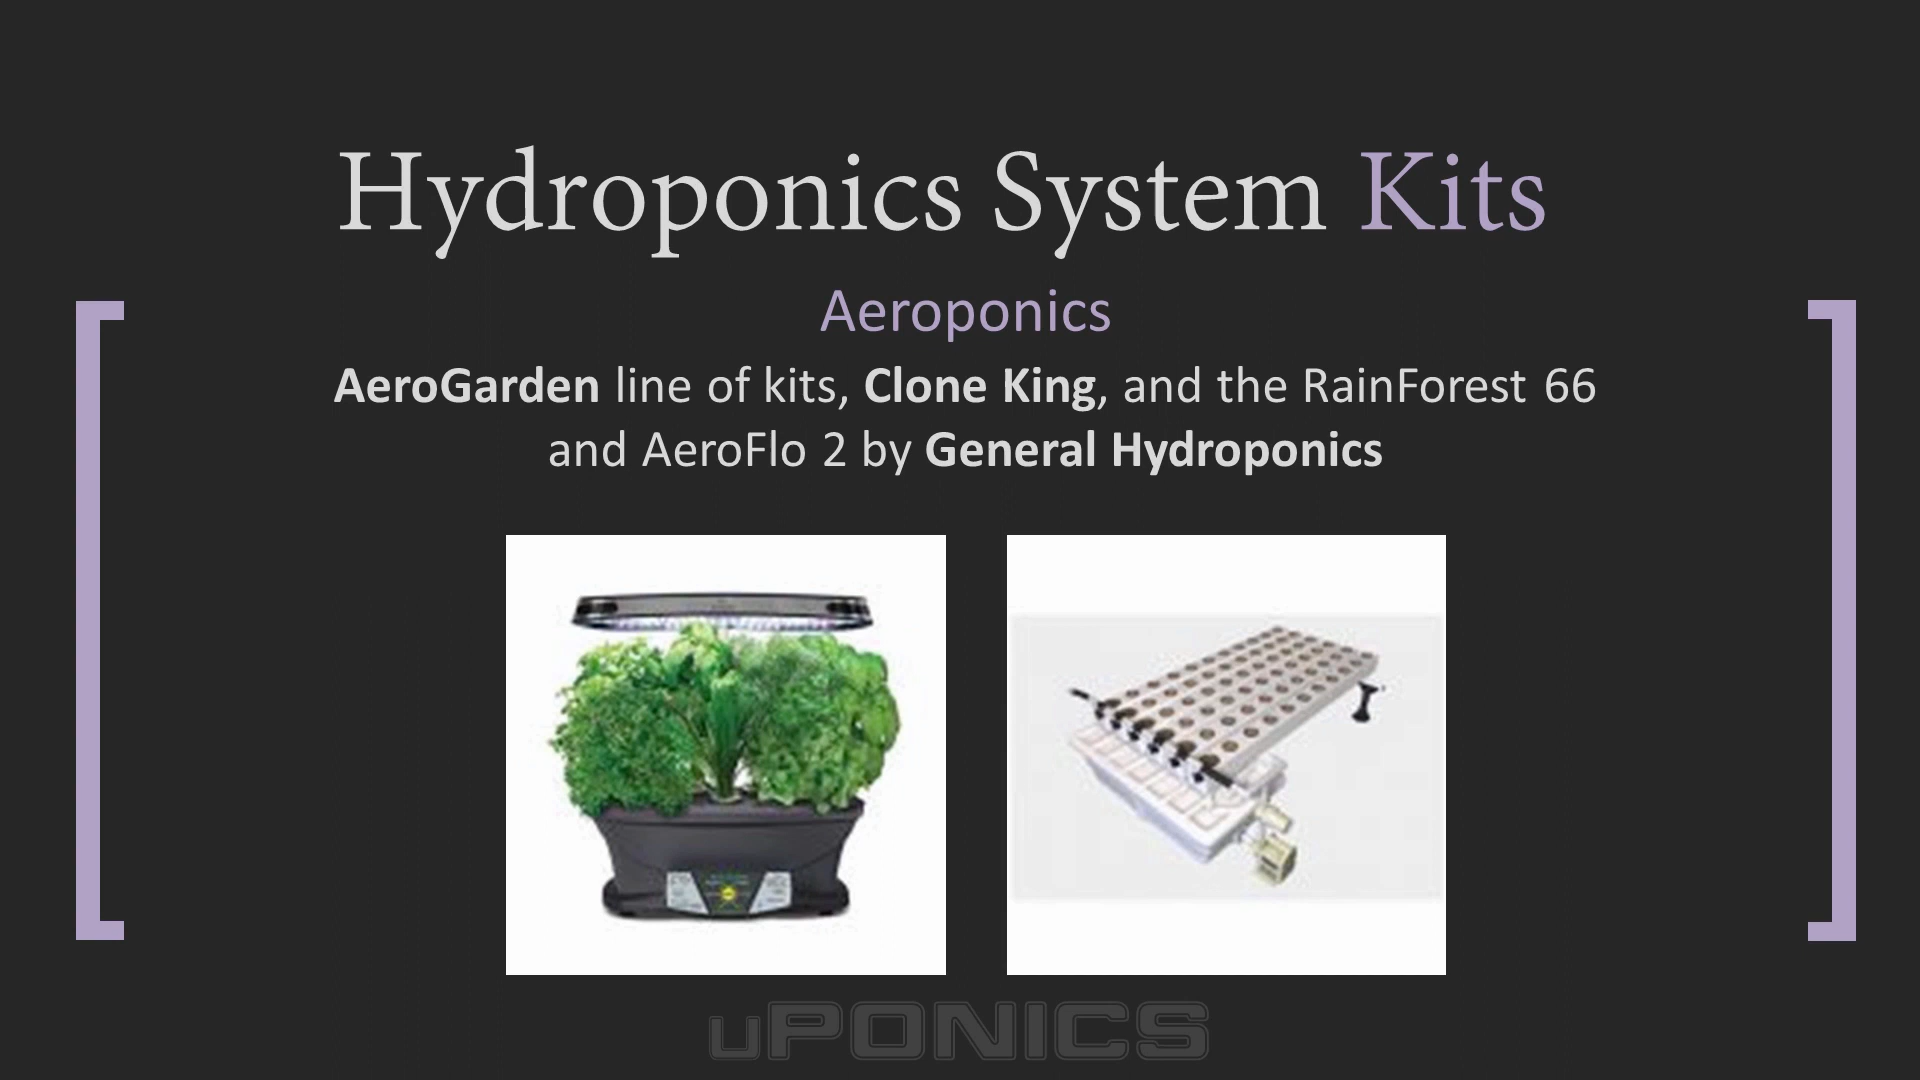 Hydroponics System Kits
Aeroponics
AeroGarden line of kits, Clone King, and the RainForest 66
and AeroFlo 2 by General Hydroponics
uPONICS